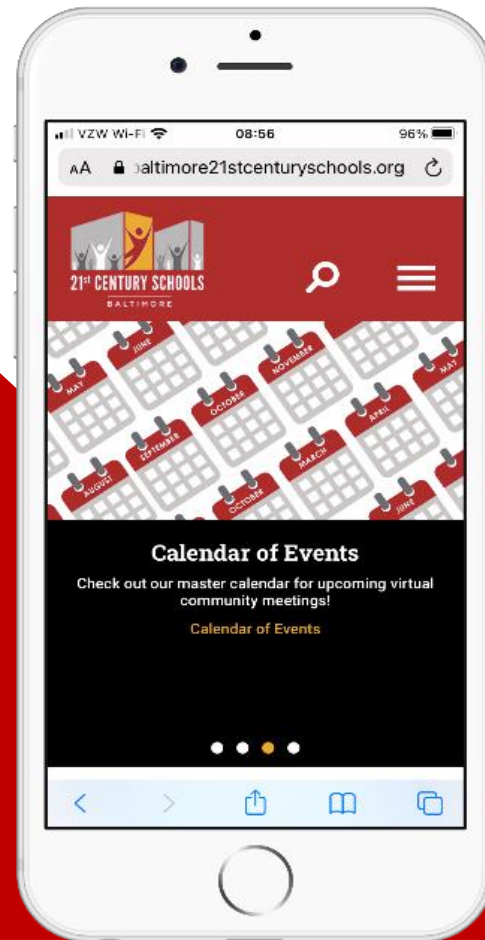 VZW Wi-Fi 08:56 96%
AA baltimore21stcenturyschools.org
21st CENTURY SCHOOLS
BALTIMORE
MAY
JUNE
OCTOBER
NOVEMBER
MAY
AUGUST
SEPTEMBER
OCTOBER
MARCH
APRIL
JUNE
Calendar of Events
Check out our master calendar for upcoming virtual
community meetings!
Calendar of Events